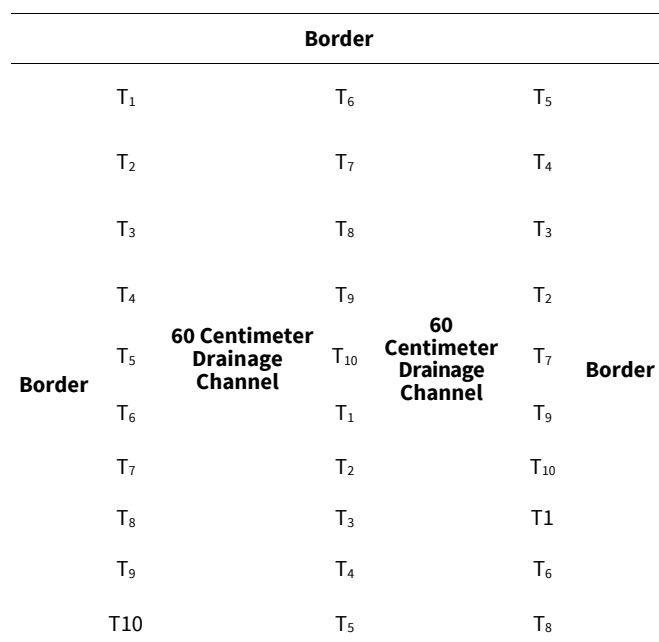 Border
T₁ T₆ T₅
T₂ T₇ T₄
T₃ T₈ T₃
T₄ T₉ T₂
Border
60 Centimeter
Drainage
Channel
60
Centimeter
Drainage
Channel
Border
T₅ T₁₀ T₇
T₆ T₁ T₉
T₇ T₂ T₁₀
T₈ T₃ T1
T₉ T₄ T₆
T10 T₅ T₈